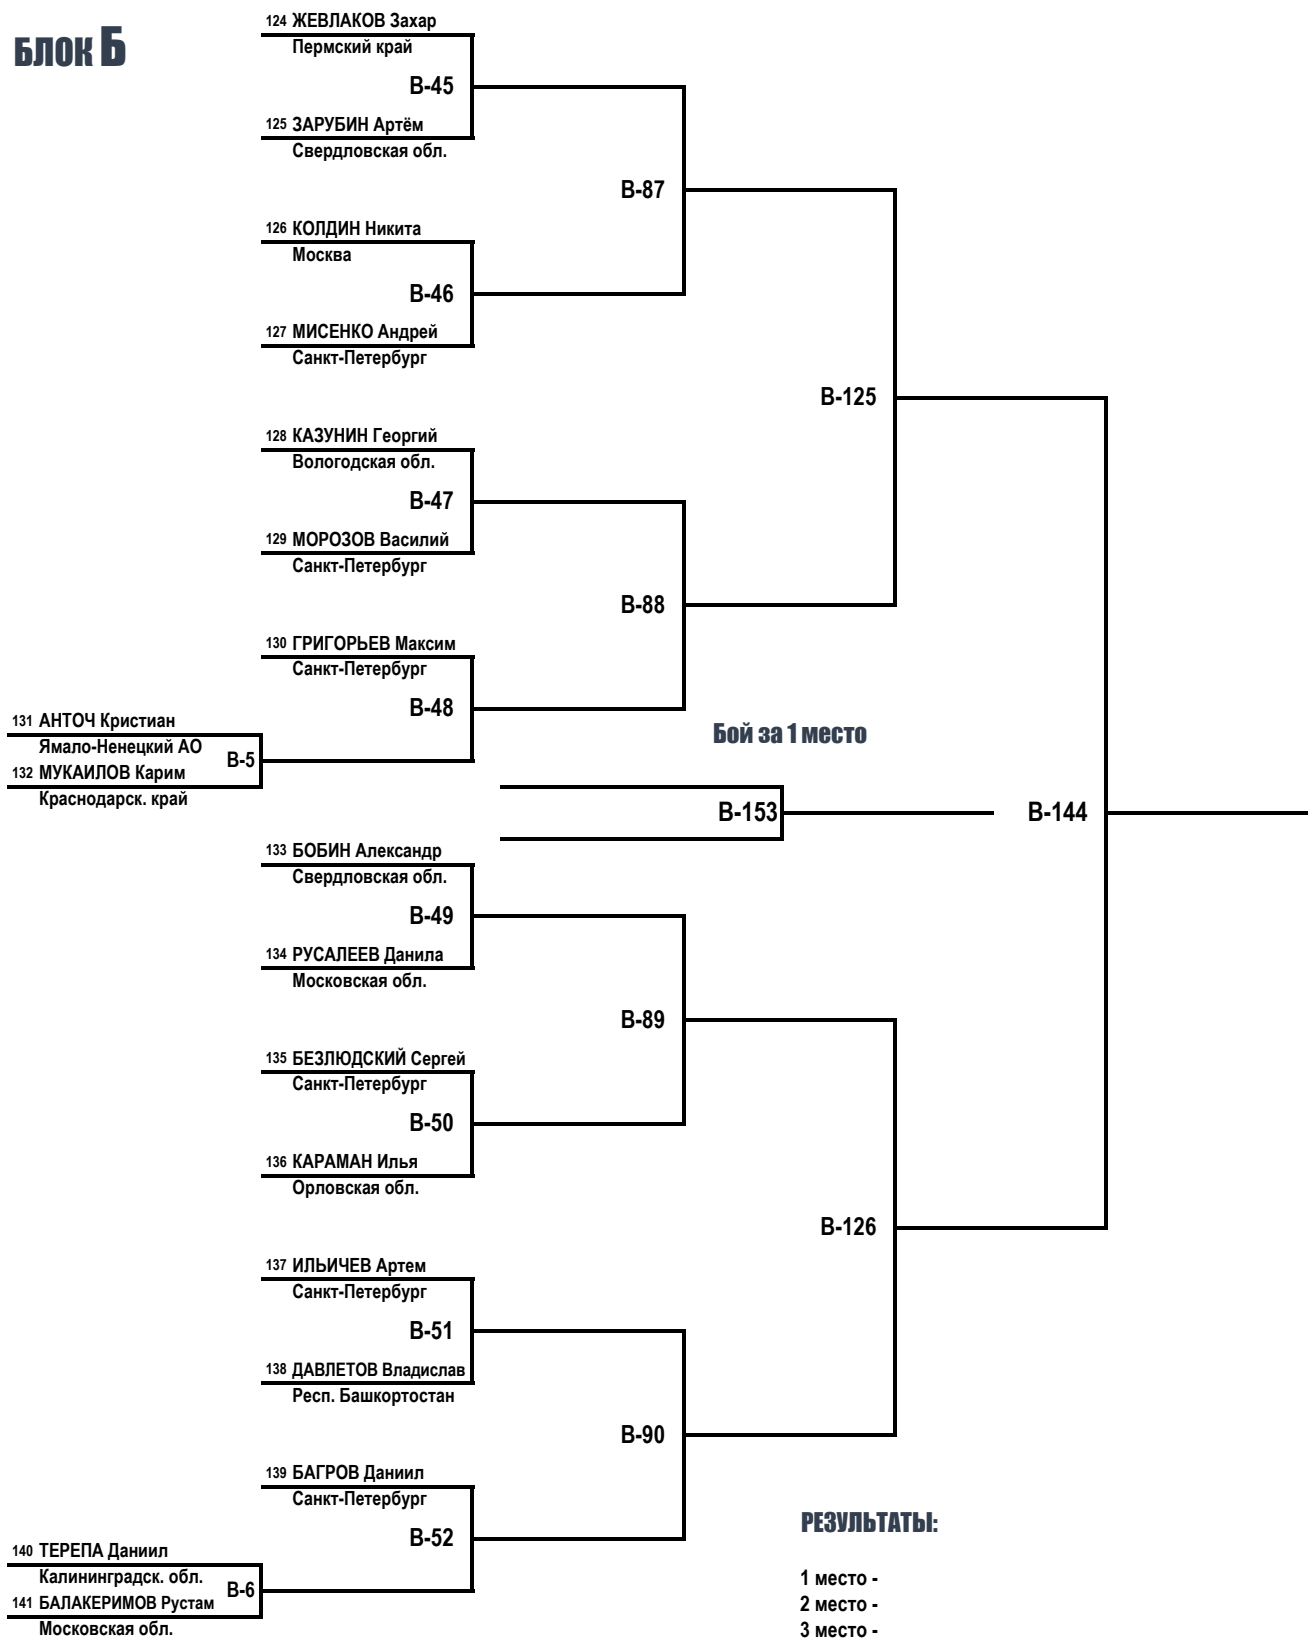 БЛОК Б
124 ЖЕВЛАКОВ Захар
Пермский край
В-45
125 ЗАРУБИН Артём
Свердловская обл.
В-87
126 КОЛДИН Никита
Москва
В-46
127 МИСЕНКО Андрей
Санкт-Петербург
В-125
128 КАЗУНИН Георгий
Вологодская обл.
В-47
129 МОРОЗОВ Василий
Санкт-Петербург
В-88
130 ГРИГОРЬЕВ Максим
Санкт-Петербург
В-48
131 АНТОЧ Кристиан
Ямало-Ненецкий АО
В-5
132 МУКАИЛОВ Карим
Краснодарск. край
Бой за 1 место
В-153
В-144
133 БОБИН Александр
Свердловская обл.
В-49
134 РУСАЛЕЕВ Данила
Московская обл.
В-89
135 БЕЗЛЮДСКИЙ Сергей
Санкт-Петербург
В-50
136 КАРАМАН Илья
Орловская обл.
В-126
137 ИЛЬИЧЕВ Артем
Санкт-Петербург
В-51
138 ДАВЛЕТОВ Владислав
Респ. Башкортостан
В-90
139 БАГРОВ Даниил
Санкт-Петербург
В-52
140 ТЕРЕПА Даниил
Калининградск. обл.
В-6
141 БАЛАКЕРИМОВ Рустам
Московская обл.
РЕЗУЛЬТАТЫ:
1 место -
2 место -
3 место -